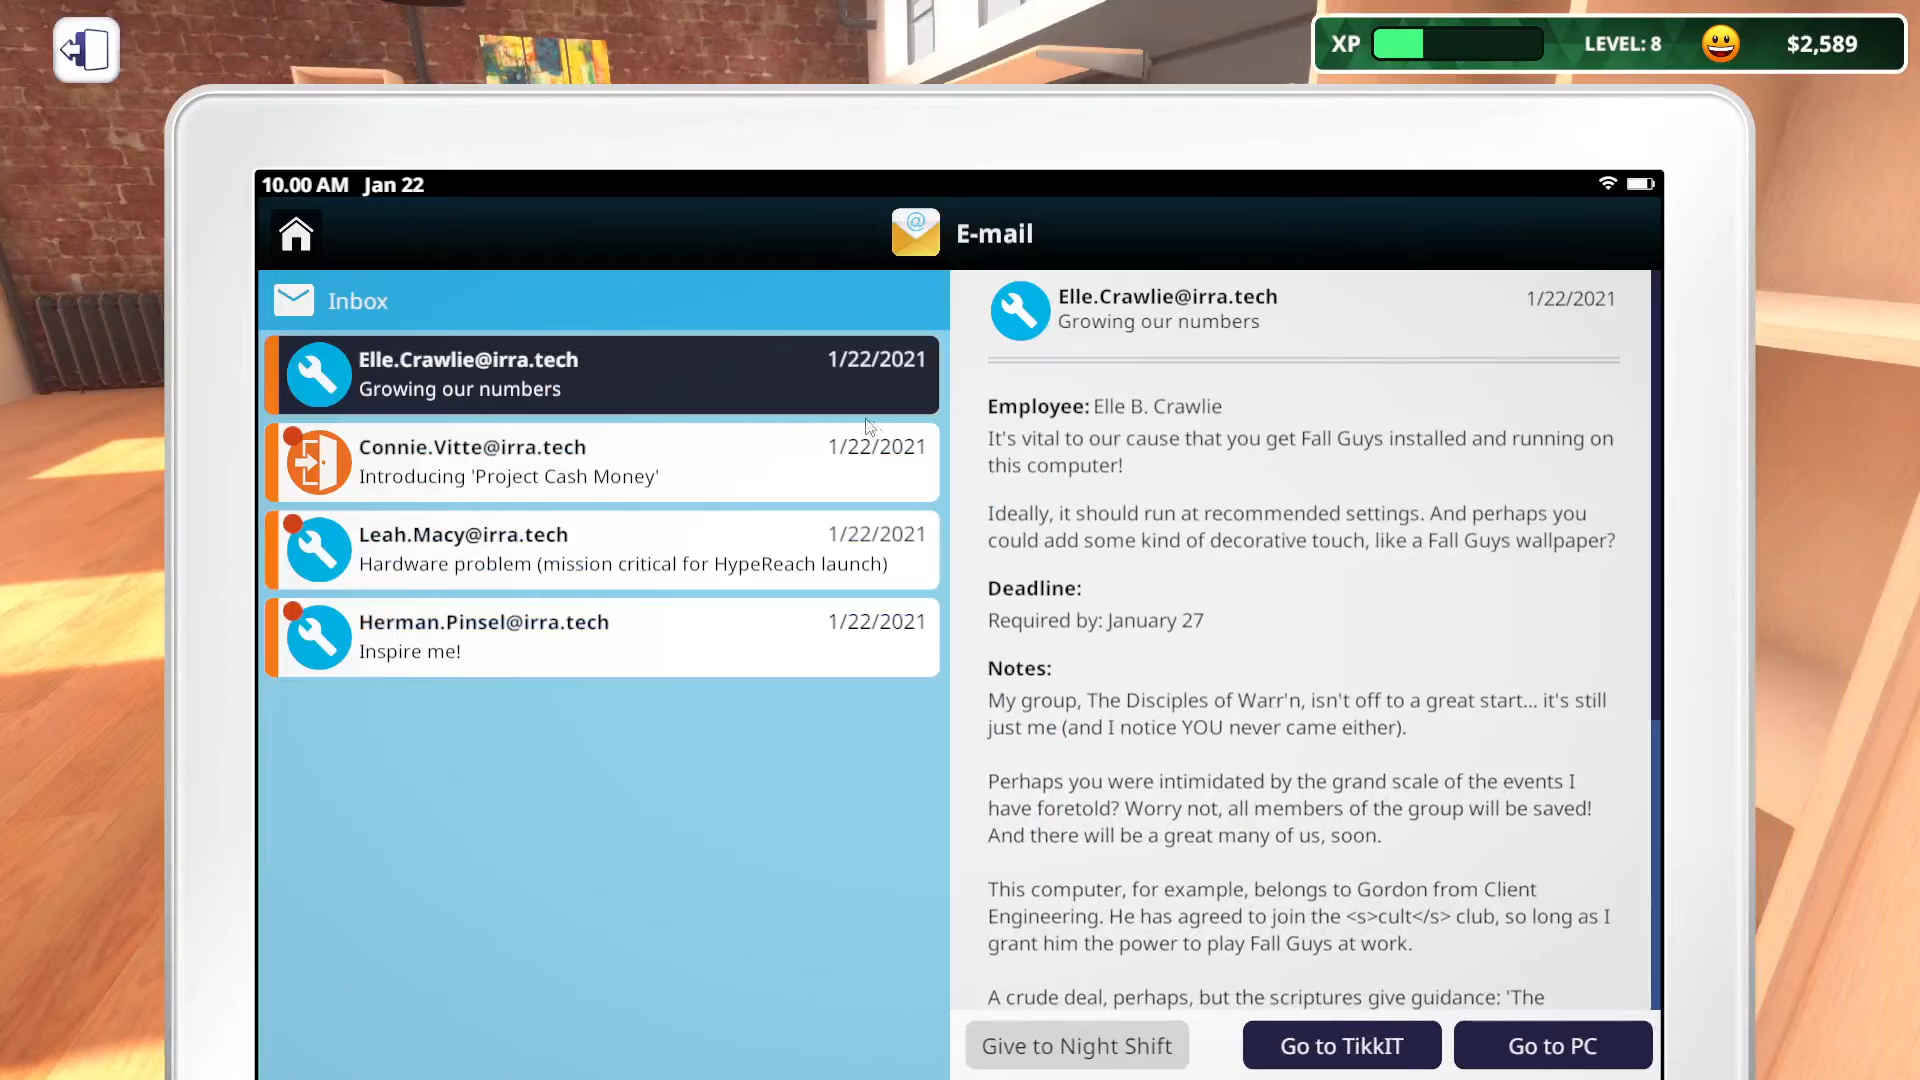 XP
LEVEL: 8
$2,589
10.00 AM Jan 22
@
E-mail
Inbox
Elle.Crawlie@irra.tech
1/22/2021
Growing our numbers
Connie.Vitte@irra.tech
1/22/2021
Introducing 'Project Cash Money'
Leah.Macy@irra.tech
1/22/2021
Hardware problem (mission critical for HypeReach launch)
Herman.Pinsel@irra.tech
1/22/2021
Inspire me!
Elle.Crawlie@irra.tech
1/22/2021
Growing our numbers
Employee: Elle B. Crawlie
It's vital to our cause that you get Fall Guys installed and running on
this computer!
Ideally, it should run at recommended settings. And perhaps you
could add some kind of decorative touch, like a Fall Guys wallpaper?
Deadline:
Required by: January 27
Notes:
My group, The Disciples of Warr'n, isn't off to a great start... it's still
just me (and I notice YOU never came either).
Perhaps you were intimidated by the grand scale of the events I
have foretold? Worry not, all members of the group will be saved!
And there will be a great many of us, soon.
This computer, for example, belongs to Gordon from Client
Engineering. He has agreed to join the <s>cult</s> club, so long as I
grant him the power to play Fall Guys at work.
A crude deal, perhaps, but the scriptures give guidance: 'The
Give to Night Shift
Go to TikkIT
Go to PC